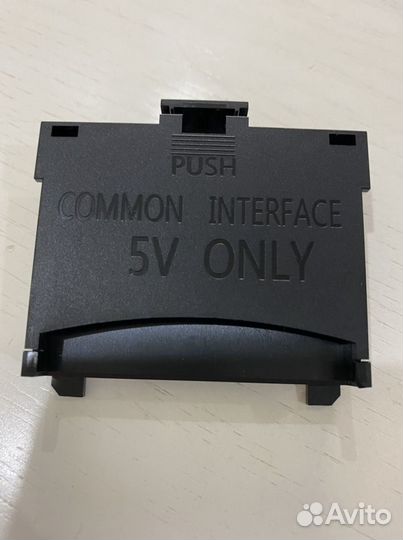 PUSH
COMMON INTERFACE
5V ONLY
Avito